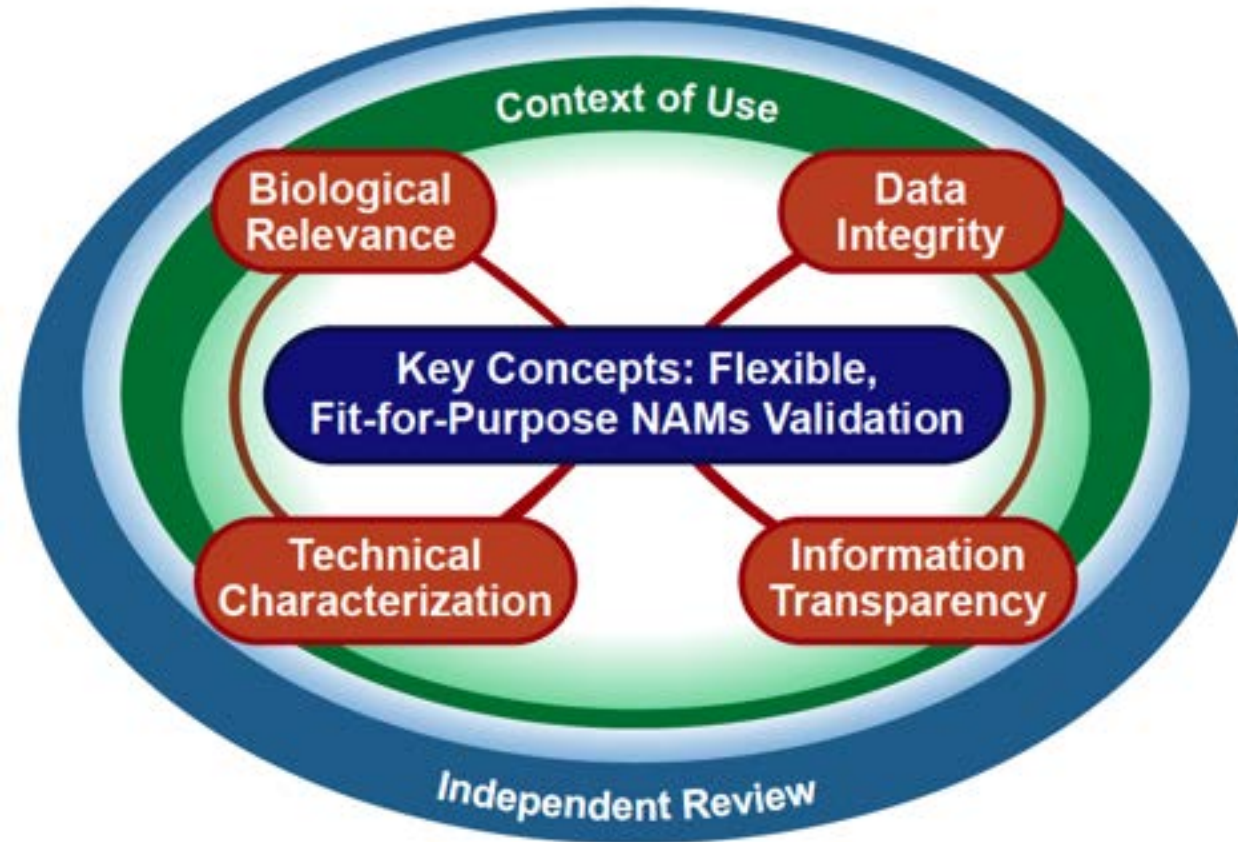 Context of Use
Biological
Relevance
Data
Integrity
Key Concepts: Flexible,
Fit-for-Purpose NAMs Validation
Technical
Characterization
Information
Transparency
Independent Review